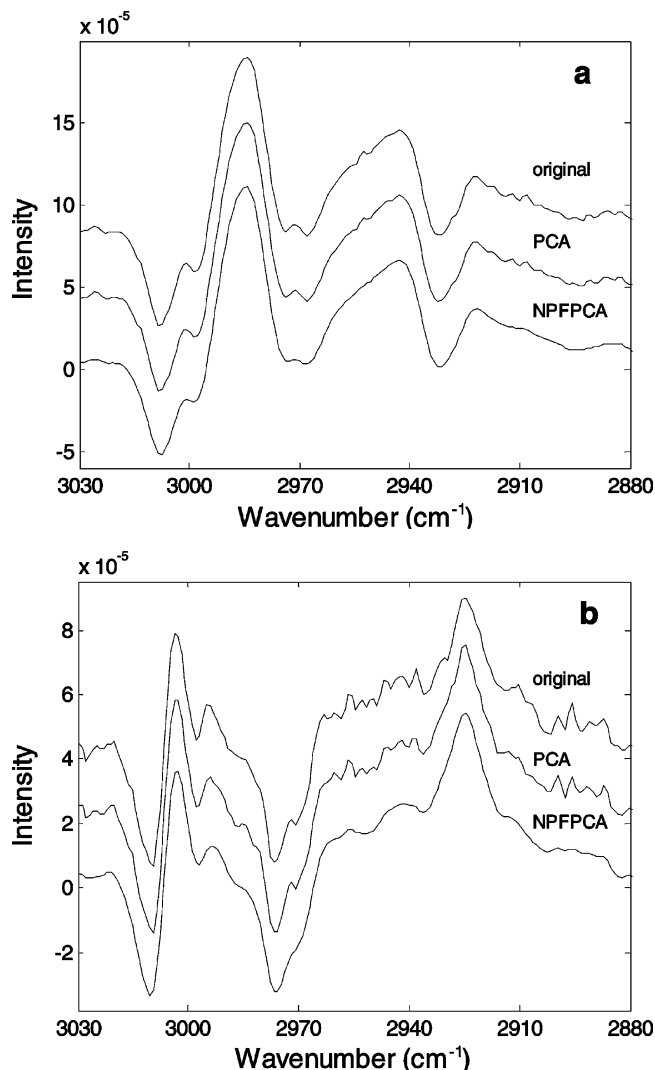 x 10-5
a
15
original
10
PCA
Intensity
5
NPFPCA
0
-5
3030 3000 2970 2940 2910 2880
Wavenumber (cm-1)
x 10-5
b
8
original
6
PCA
4
Intensity
NPFPCA
2
0
-2
3030 3000 2970 2940 2910 2880
Wavenumber (cm-1)